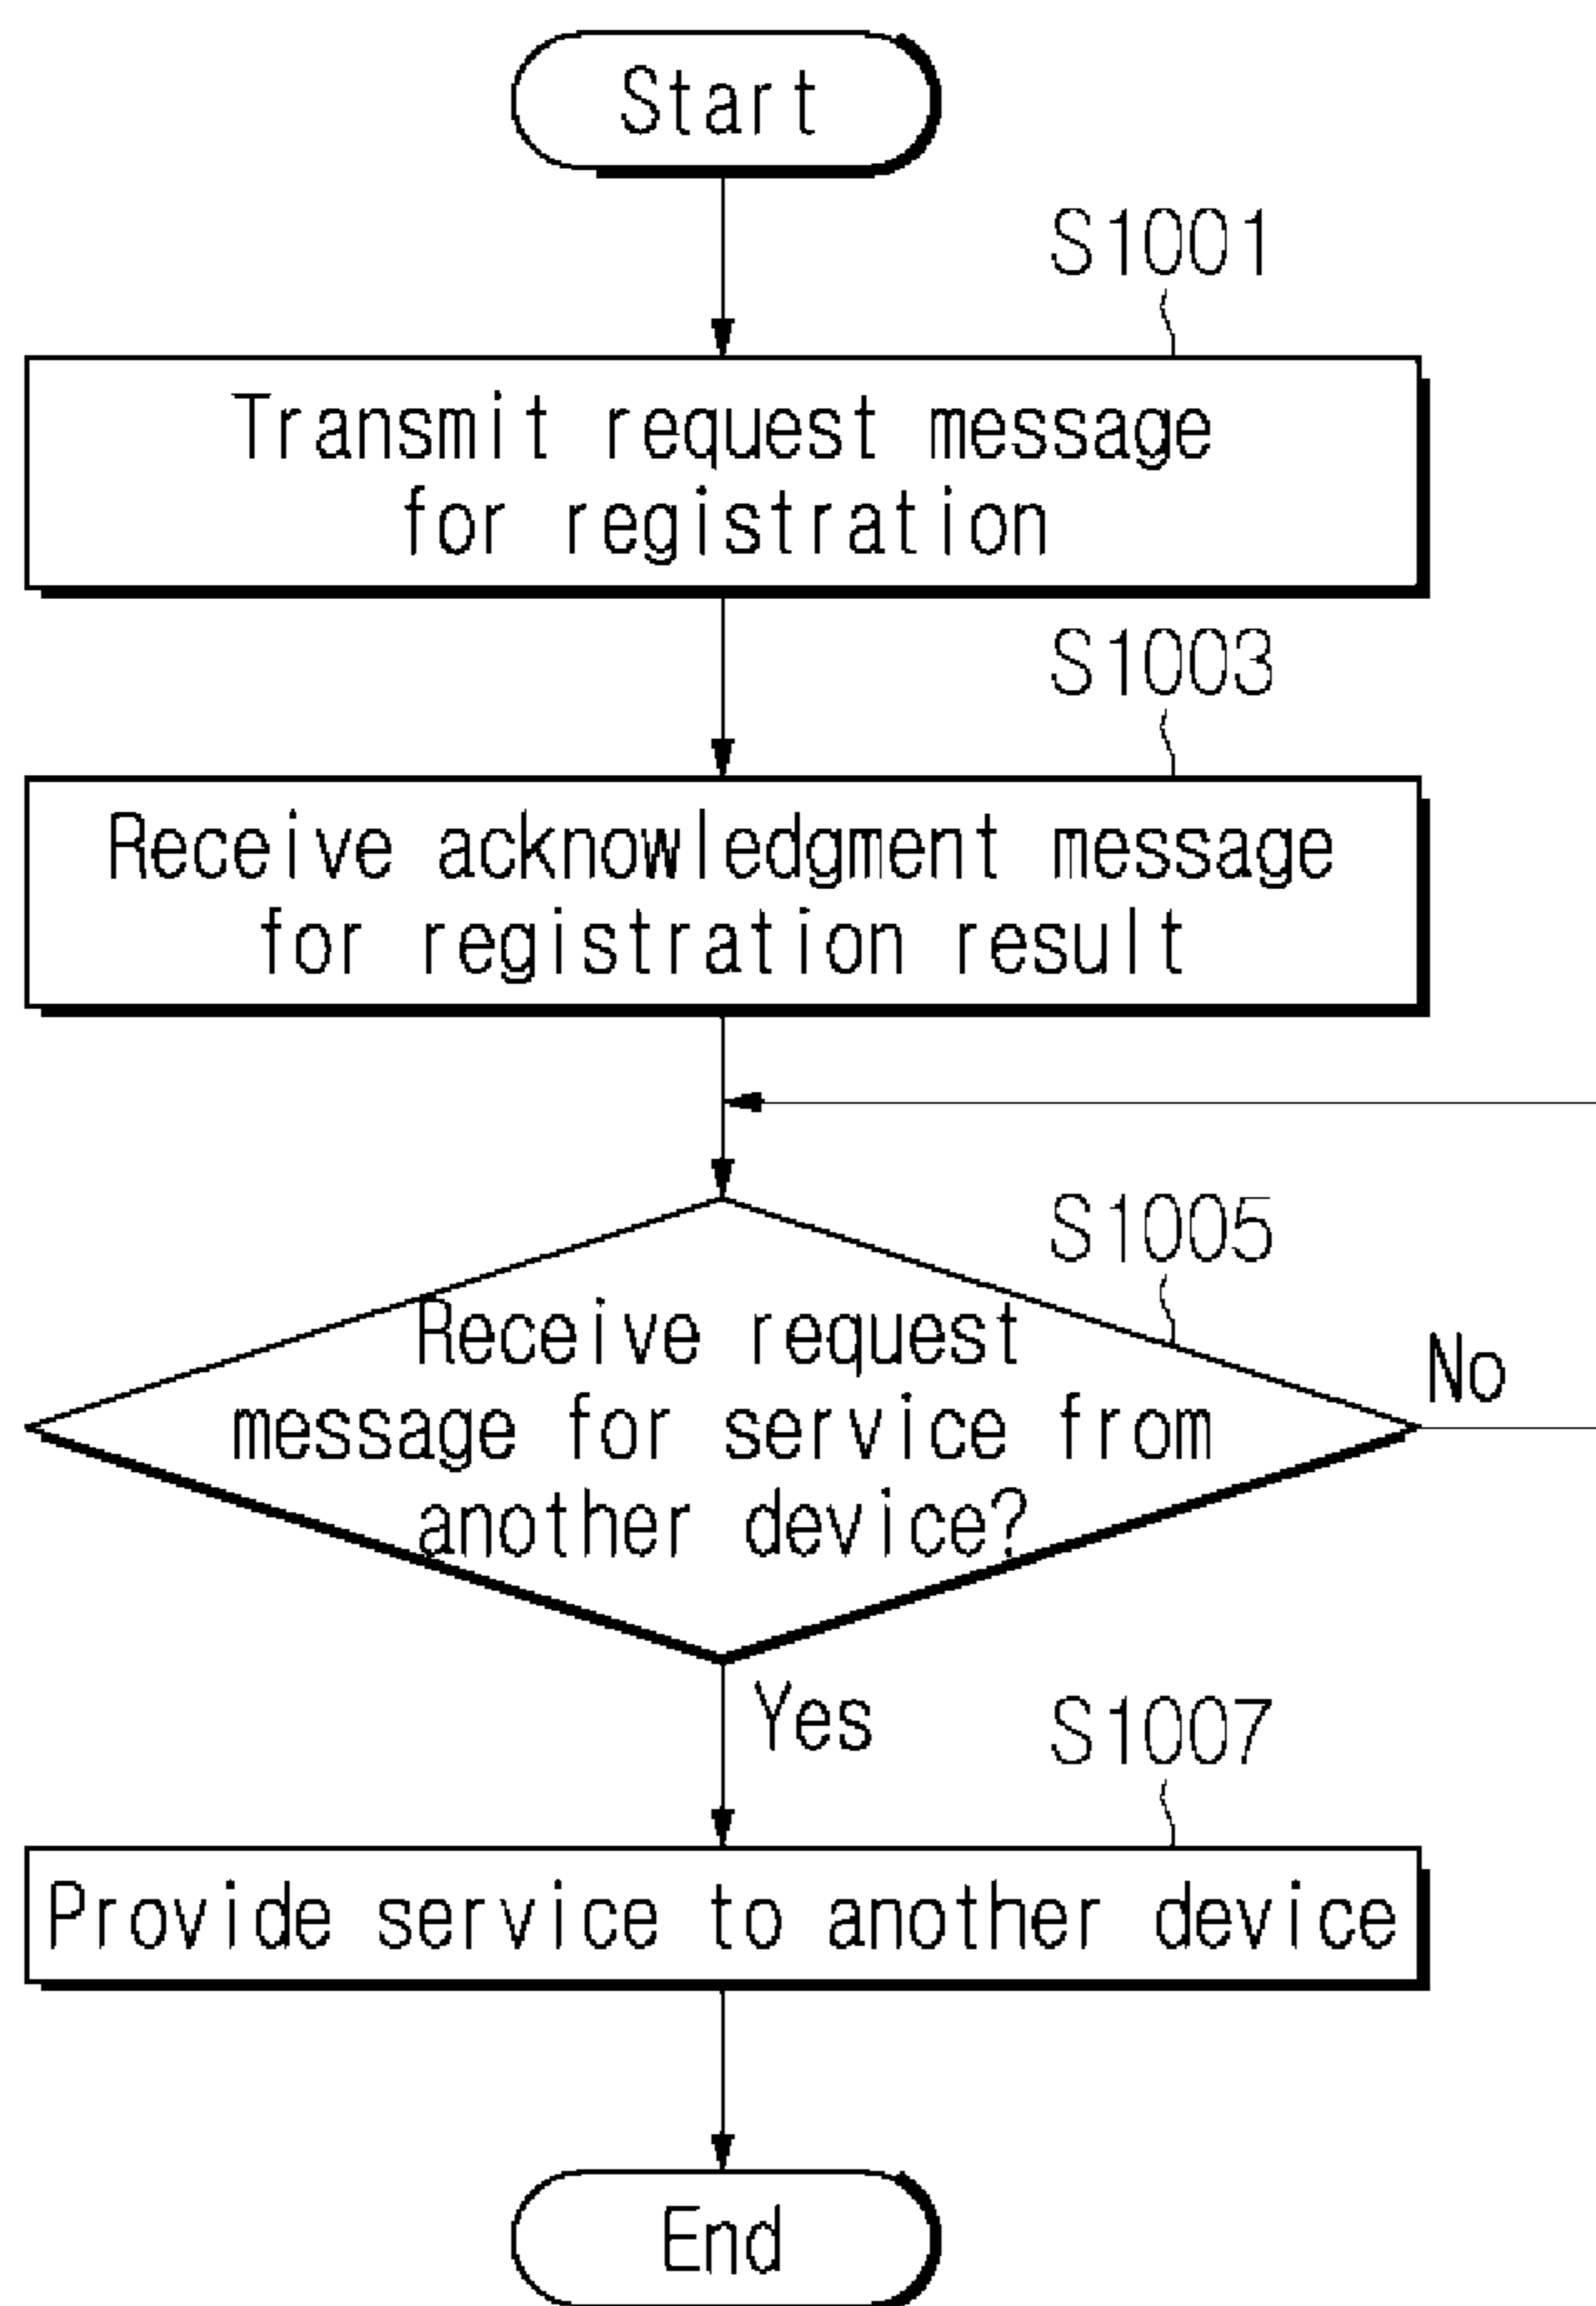 Start
S1001
Transmit request message
for registration
S1003
Receive acknowledgment message
for registration result
S1005
Receive request
message for service from
another device?
No
Yes
S1007
Provide service to another device
End